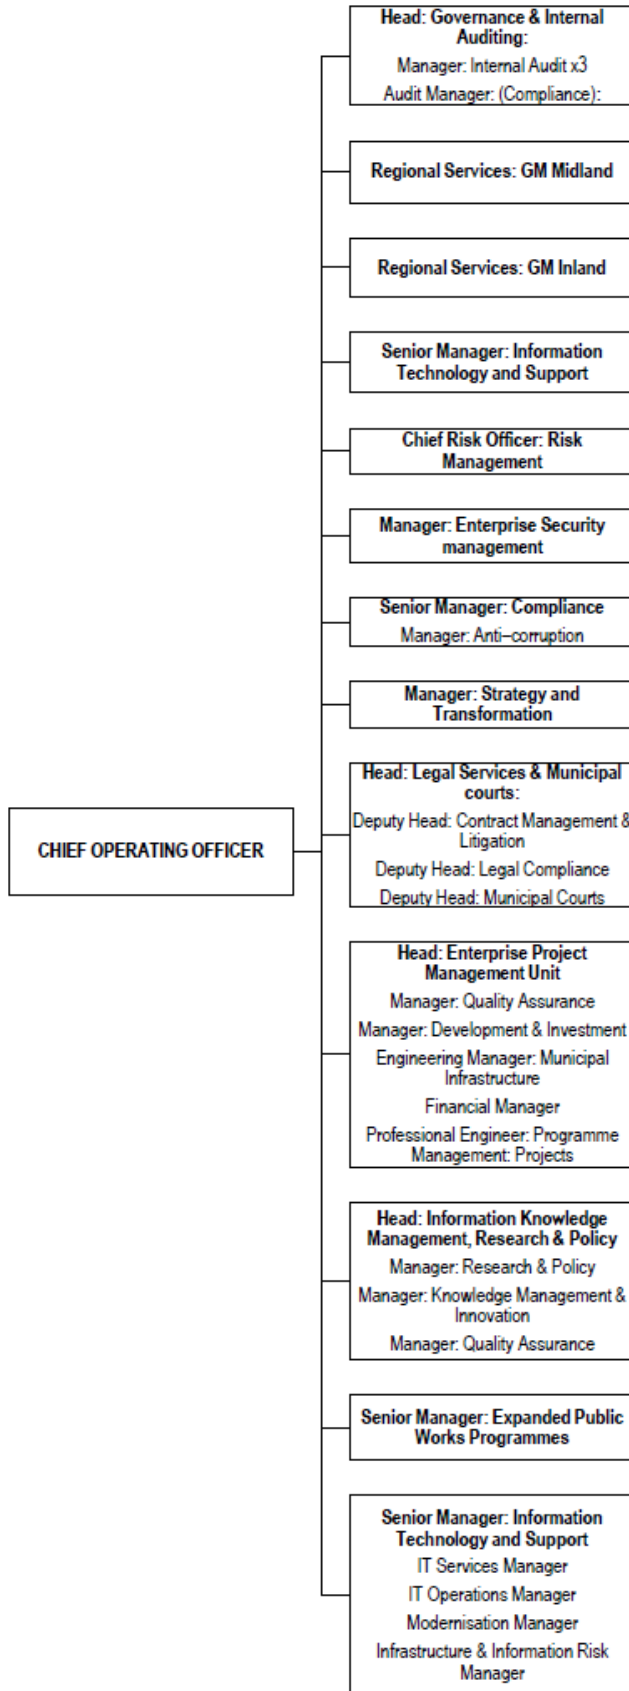 Head: Governance & Internal
Auditing:
Manager: Internal Audit x3
Audit Manager: (Compliance):
Regional Services: GM Midland
Regional Services: GM Inland
Senior Manager: Information
Technology and Support
Chief Risk Officer: Risk
Management
Manager: Enterprise Security
management
Senior Manager: Compliance
Manager: Anti–corruption
Manager: Strategy and
Transformation
Head: Legal Services & Municipal
courts:
Deputy Head: Contract Management &
Litigation
Deputy Head: Legal Compliance
Deputy Head: Municipal Courts
CHIEF OPERATING OFFICER
Head: Enterprise Project
Management Unit
Manager: Quality Assurance
Manager: Development & Investment
Engineering Manager: Municipal
Infrastructure
Financial Manager
Professional Engineer: Programme
Management: Projects
Head: Information Knowledge
Management, Research & Policy
Manager: Research & Policy
Manager: Knowledge Management &
Innovation
Manager: Quality Assurance
Senior Manager: Expanded Public
Works Programmes
Senior Manager: Information
Technology and Support
IT Services Manager
IT Operations Manager
Modernisation Manager
Infrastructure & Information Risk
Manager